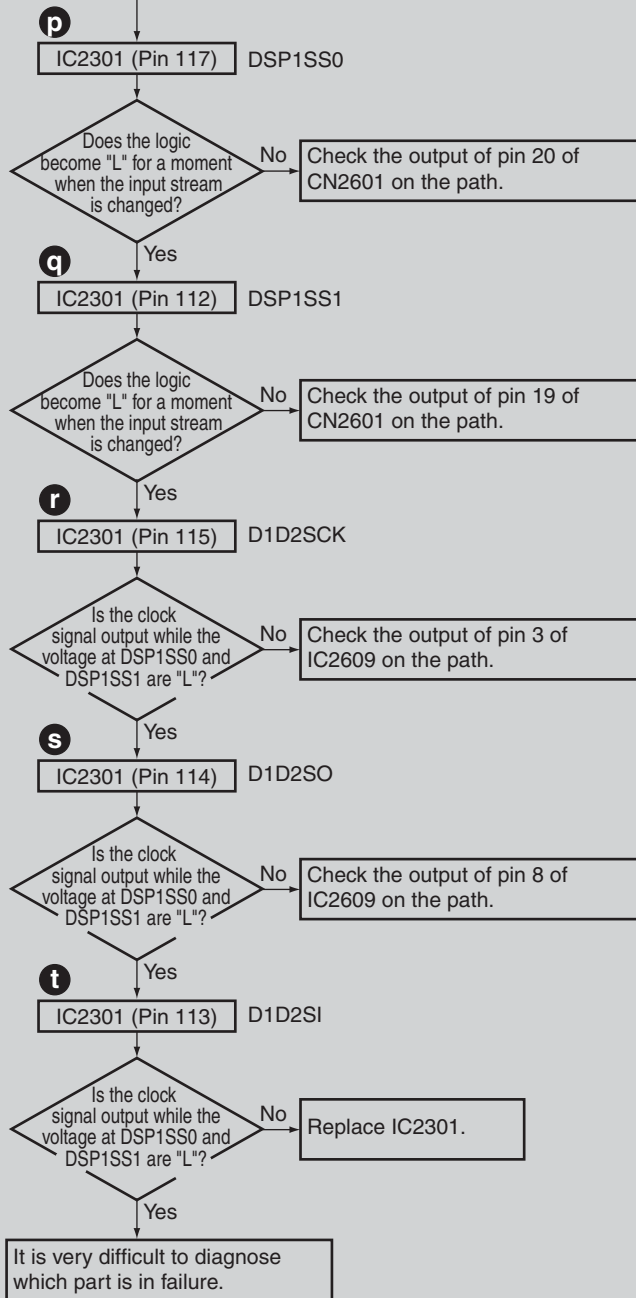 p
IC2301 (Pin 117) DSP1SS0
Does the logic
become "L" for a moment
when the input stream
is changed?
No
Check the output of pin 20 of
CN2601 on the path.
Yes
q
IC2301 (Pin 112) DSP1SS1
Does the logic
become "L" for a moment
when the input stream
is changed?
No
Check the output of pin 19 of
CN2601 on the path.
Yes
r
IC2301 (Pin 115) D1D2SCK
Is the clock
signal output while the
voltage at DSP1SS0 and
DSP1SS1 are "L"?
No
Check the output of pin 3 of
IC2609 on the path.
Yes
s
IC2301 (Pin 114) D1D2SO
Is the clock
signal output while the
voltage at DSP1SS0 and
DSP1SS1 are "L"?
No
Check the output of pin 8 of
IC2609 on the path.
Yes
t
IC2301 (Pin 113) D1D2SI
Is the clock
signal output while the
voltage at DSP1SS0 and
DSP1SS1 are "L"?
No
Replace IC2301.
Yes
It is very difficult to diagnose
which part is in failure.